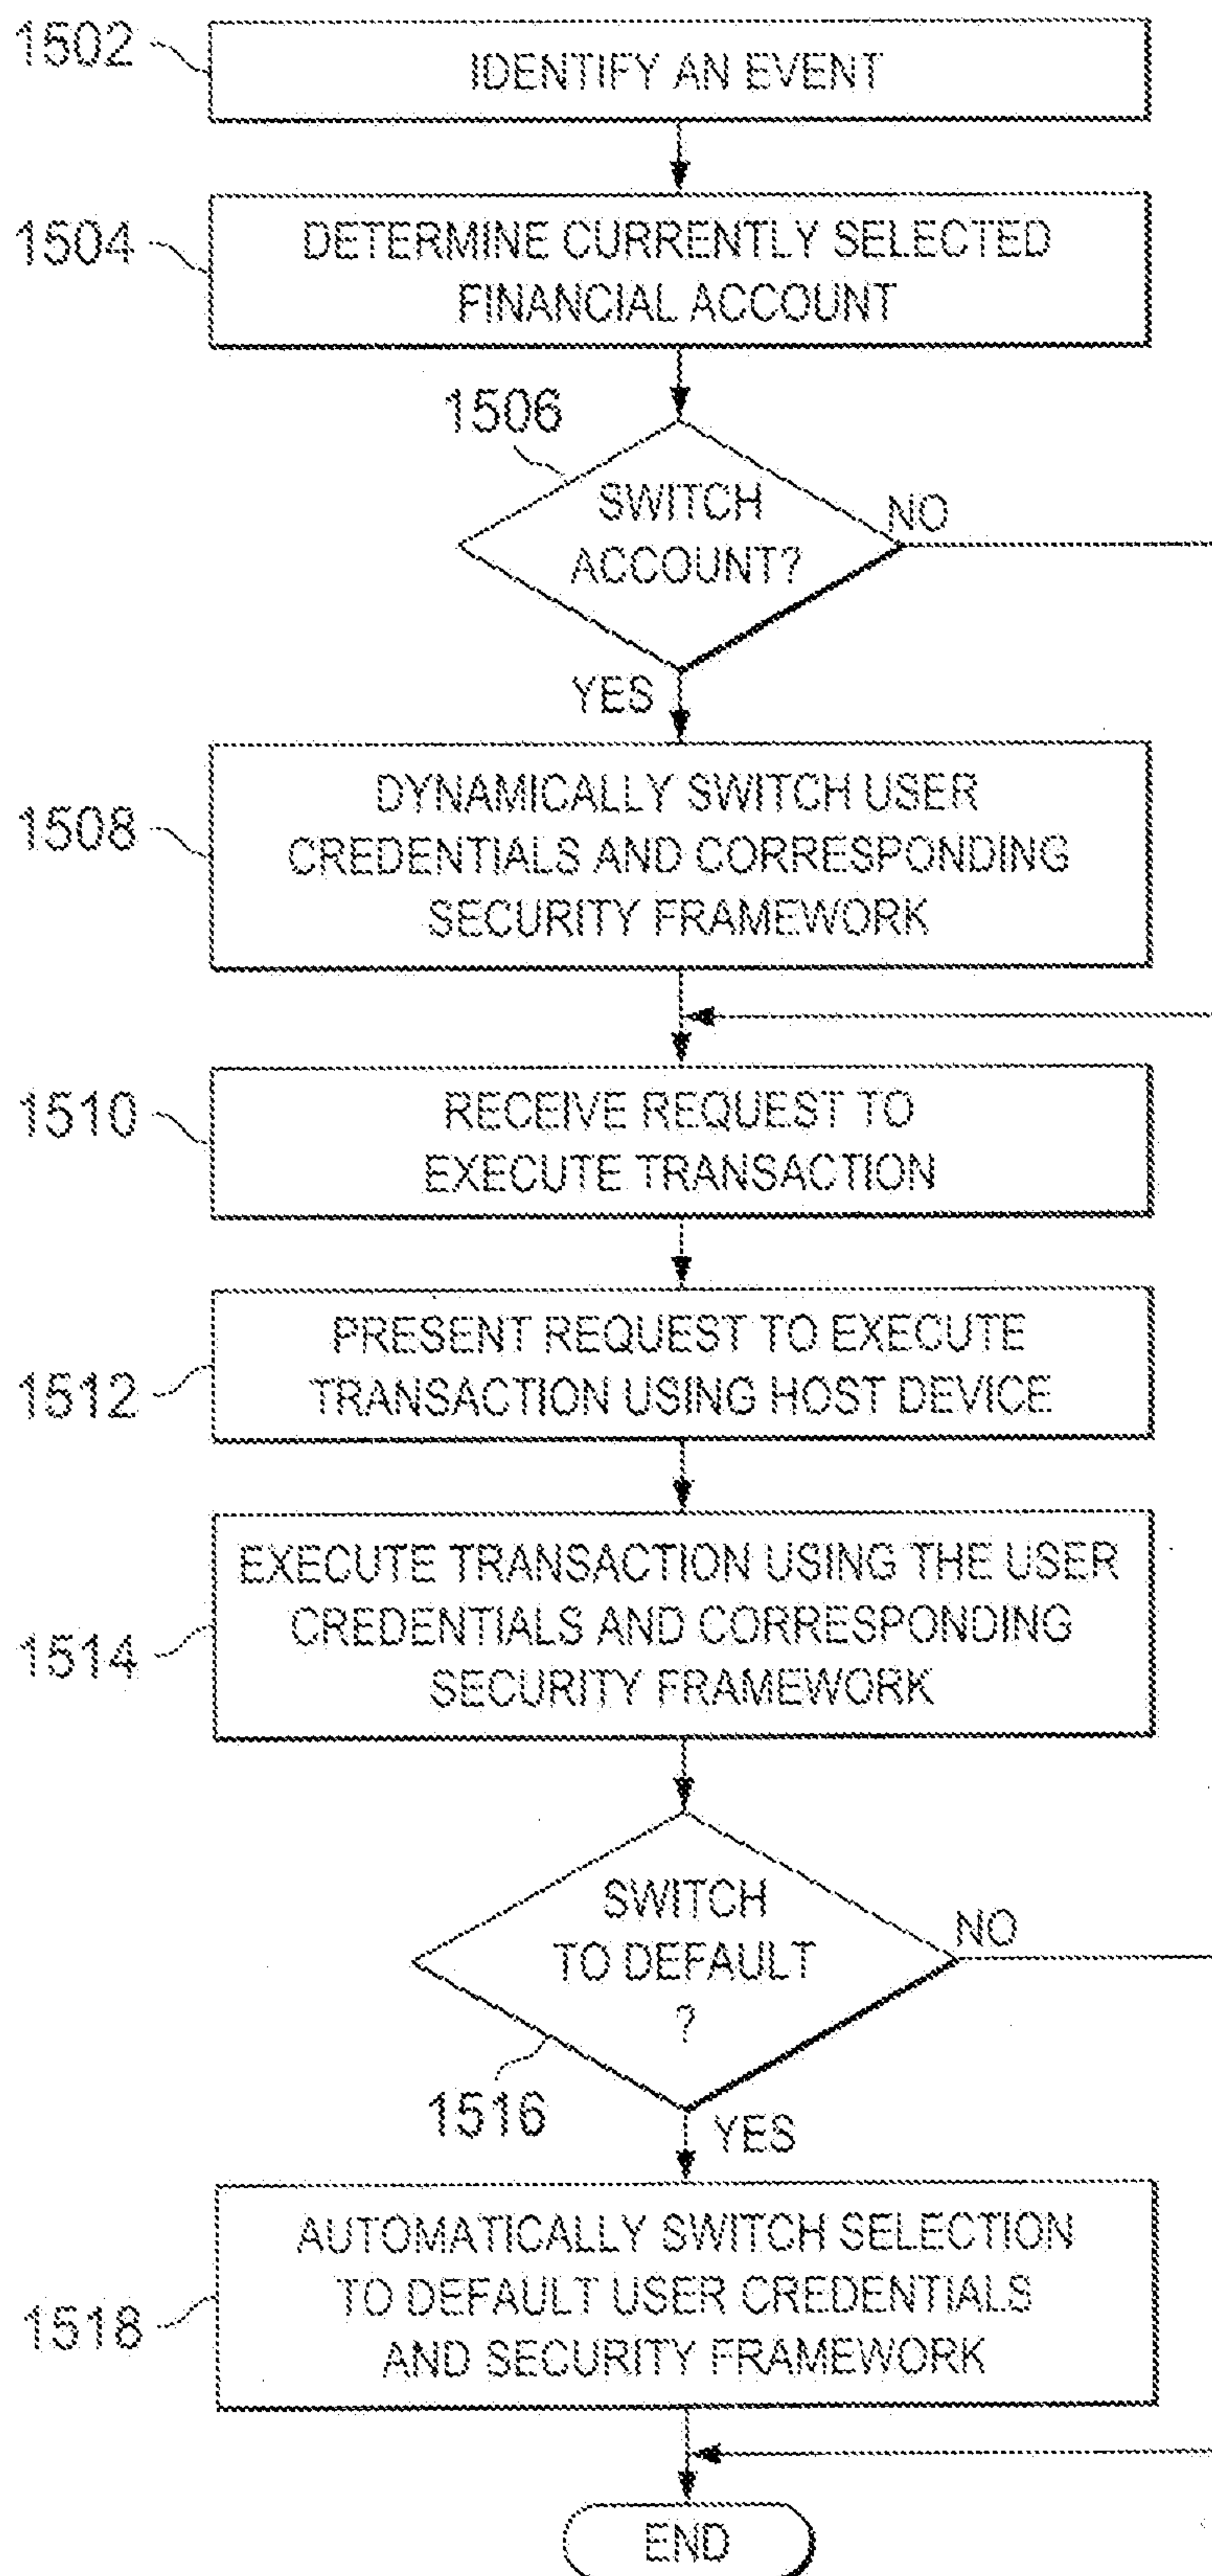 1502
IDENTIFY AN EVENT
1504
DETERMINE CURRENTLY SELECTED
FINANCIAL ACCOUNT
1506
SWITCH
ACCOUNT?
NO
YES
1508
DYNAMICALLY SWITCH USER
CREDENTIALS AND CORRESPONDING
SECURITY FRAMEWORK
1510
RECEIVE REQUEST TO
EXECUTE TRANSACTION
1512
PRESENT REQUEST TO EXECUTE
TRANSACTION USING HOST DEVICE
1514
EXECUTE TRANSACTION USING THE USER
CREDENTIALS AND CORRESPONDING
SECURITY FRAMEWORK
SWITCH
TO DEFAULT
?
NO
1516
YES
1518
AUTOMATICALLY SWITCH SELECTION
TO DEFAULT USER CREDENTIALS
AND SECURITY FRAMEWORK
END